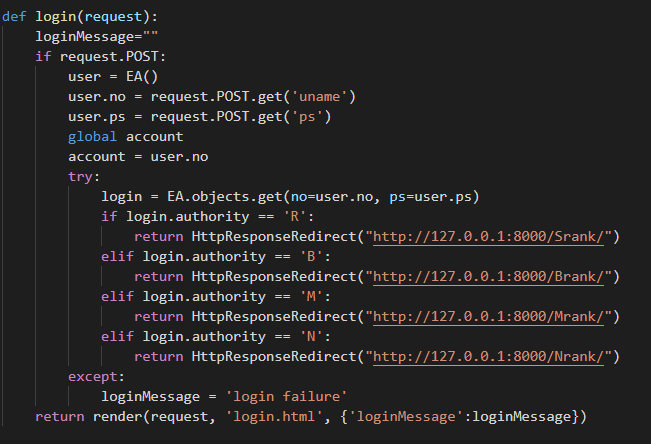 def login(request):
    loginMessage=""
    if request.POST:
        user = EA()
        user.no = request.POST.get('uname')
        user.ps = request.POST.get('ps')
        global account
        account = user.no
        try:
            login = EA.objects.get(no=user.no, ps=user.ps)
            if login.authority == 'R':
                return HttpResponseRedirect("http://127.0.0.1:8000/Srank/")
            elif login.authority == 'B':
                return HttpResponseRedirect("http://127.0.0.1:8000/Brank/")
            elif login.authority == 'M':
                return HttpResponseRedirect("http://127.0.0.1:8000/Mrank/")
            elif login.authority == 'N':
                return HttpResponseRedirect("http://127.0.0.1:8000/Nrank/")
        except:
            loginMessage = 'login failure'
    return render(request, 'login.html', {'loginMessage':loginMessage})